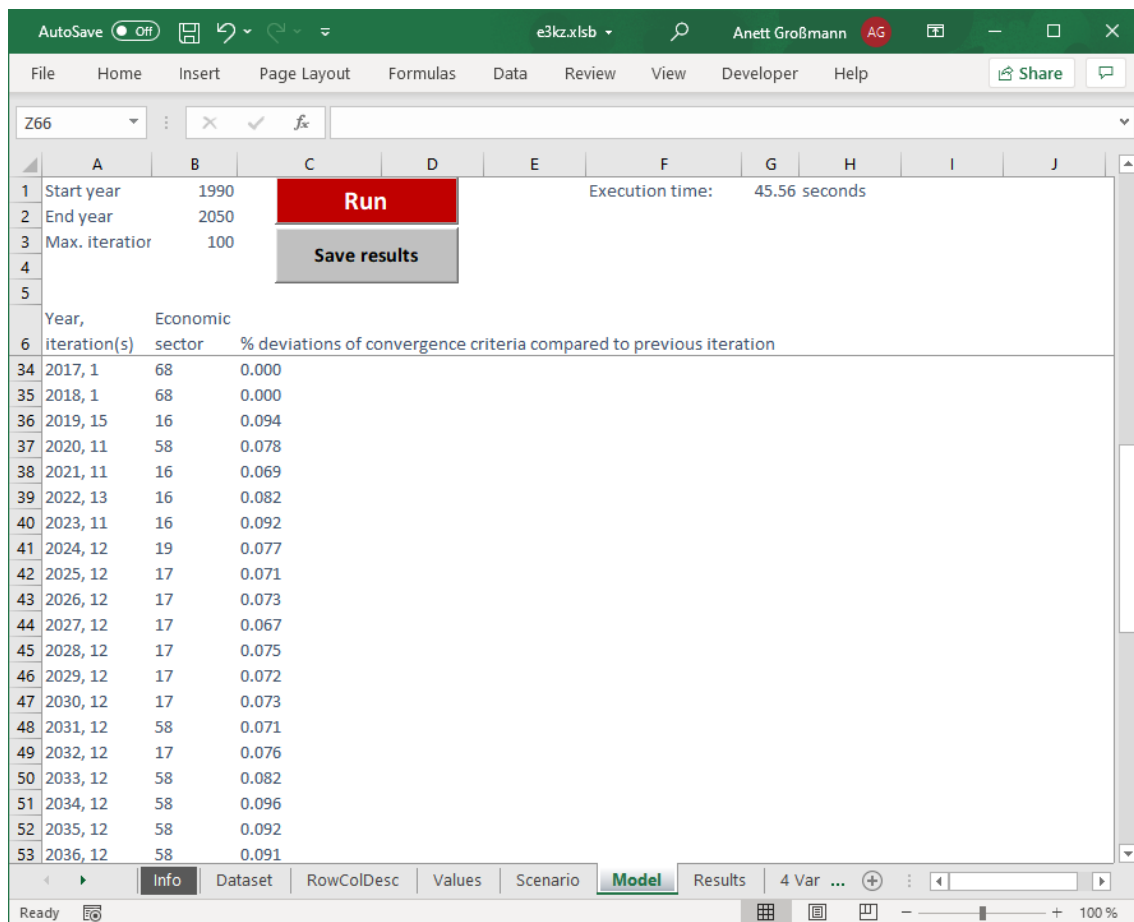 AutoSave Off e3kz.xlsb Anett Großmann AG
File Home Insert Page Layout Formulas Data Review View Developer Help Share
Z66 fx
A B C D E F G H I J
1 Start year 1990 Run Execution time: 45.56 seconds
2 End year 2050
3 Max. iteration 100 Save results
4
5
Year, Economic
6 iteration(s) sector % deviations of convergence criteria compared to previous iteration
34 2017, 1 68 0.000
35 2018, 1 68 0.000
36 2019, 15 16 0.094
37 2020, 11 58 0.078
38 2021, 11 16 0.069
39 2022, 13 16 0.082
40 2023, 11 16 0.092
41 2024, 12 19 0.077
42 2025, 12 17 0.071
43 2026, 12 17 0.073
44 2027, 12 17 0.067
45 2028, 12 17 0.075
46 2029, 12 17 0.072
47 2030, 12 17 0.073
48 2031, 12 58 0.071
49 2032, 12 17 0.076
50 2033, 12 58 0.082
51 2034, 12 58 0.096
52 2035, 12 58 0.092
53 2036, 12 58 0.091
Info Dataset RowColDesc Values Scenario Model Results 4 Var ...
Ready 100 %